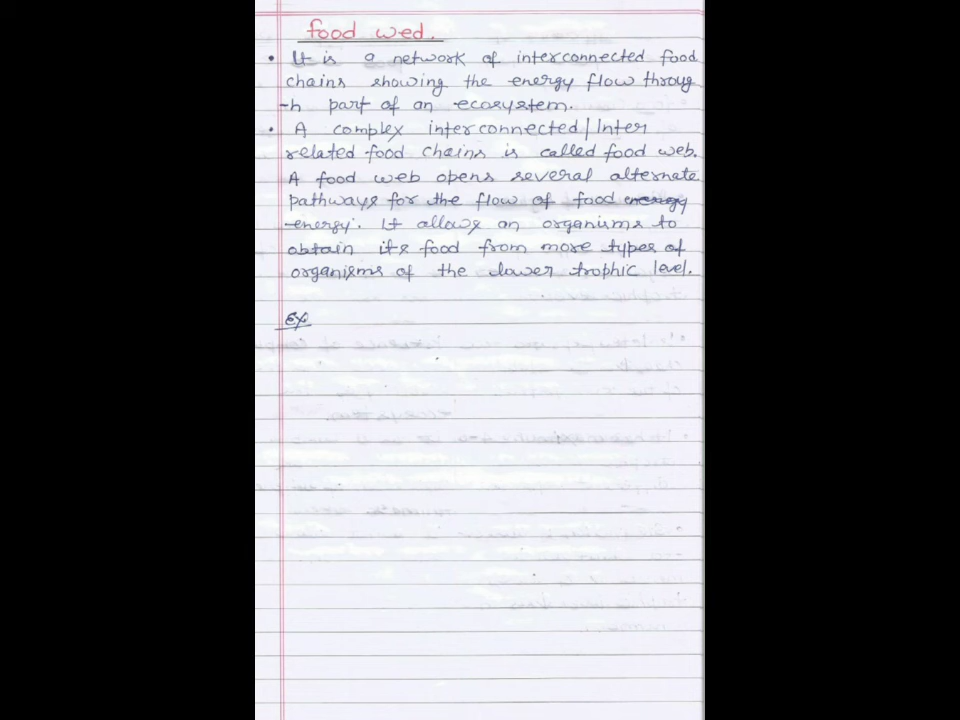 food wed.
• It is a network of interconnected food
chains showing the energy flow throug
-h part of an ecosystem.
• A complex interconnected/Inter
related food chains is called food web.
A food web opens several alternate
pathways for the flow of food energy
energy. It allows an organisms to
obtain its food from more types of
organisms of the lower trophic level.
Ex